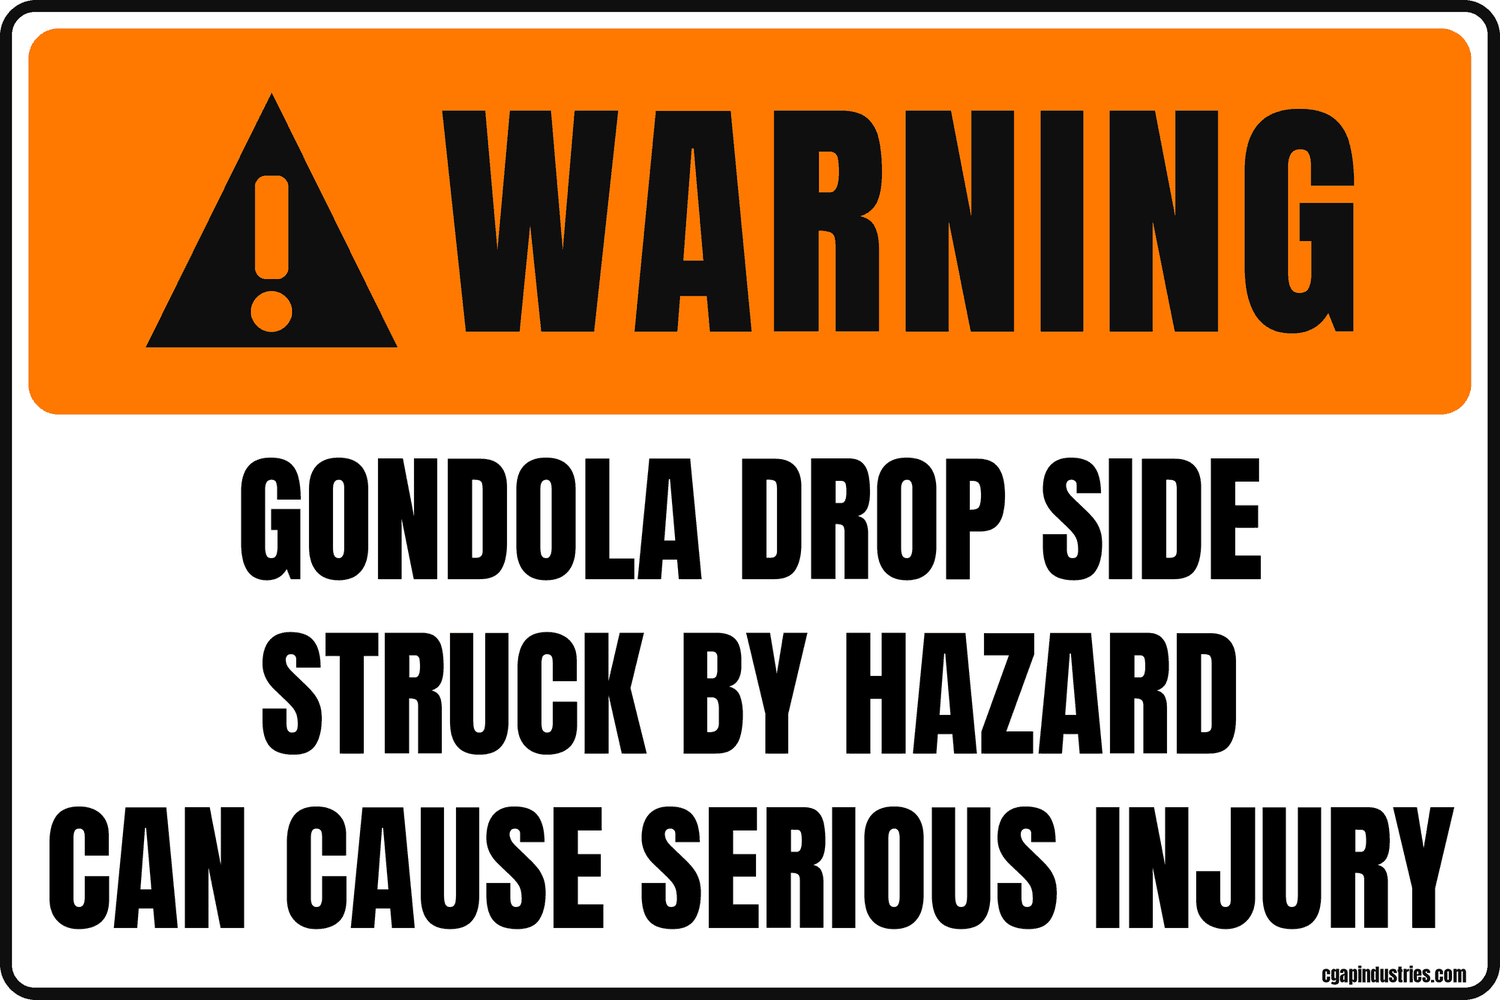 WARNING
GONDOLA DROP SIDE
STRUCK BY HAZARD
CAN CAUSE SERIOUS INJURY
cgapindustries.com